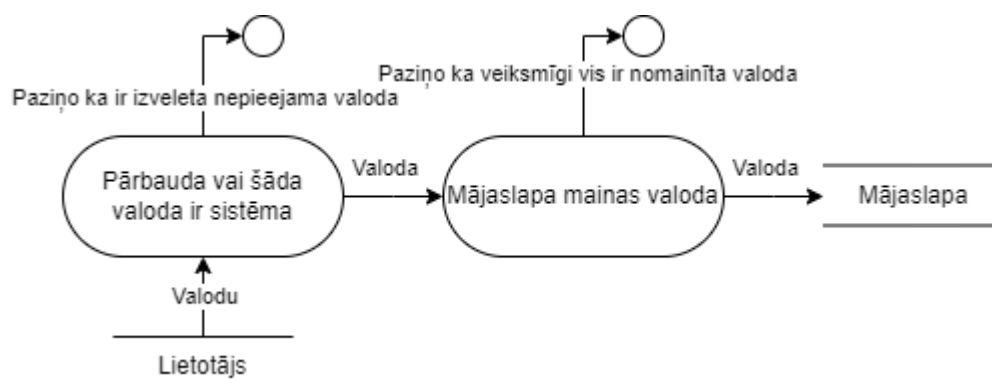 Paziņo ka ir izveleta nepieejama valoda
Paziņo ka veiksmīgi vis ir nomainīta valoda
Pārbauda vai šāda
valoda ir sistēma
Valoda
Mājaslapa mainas valoda
Valoda
Mājaslapa
Valodu
Lietotājs